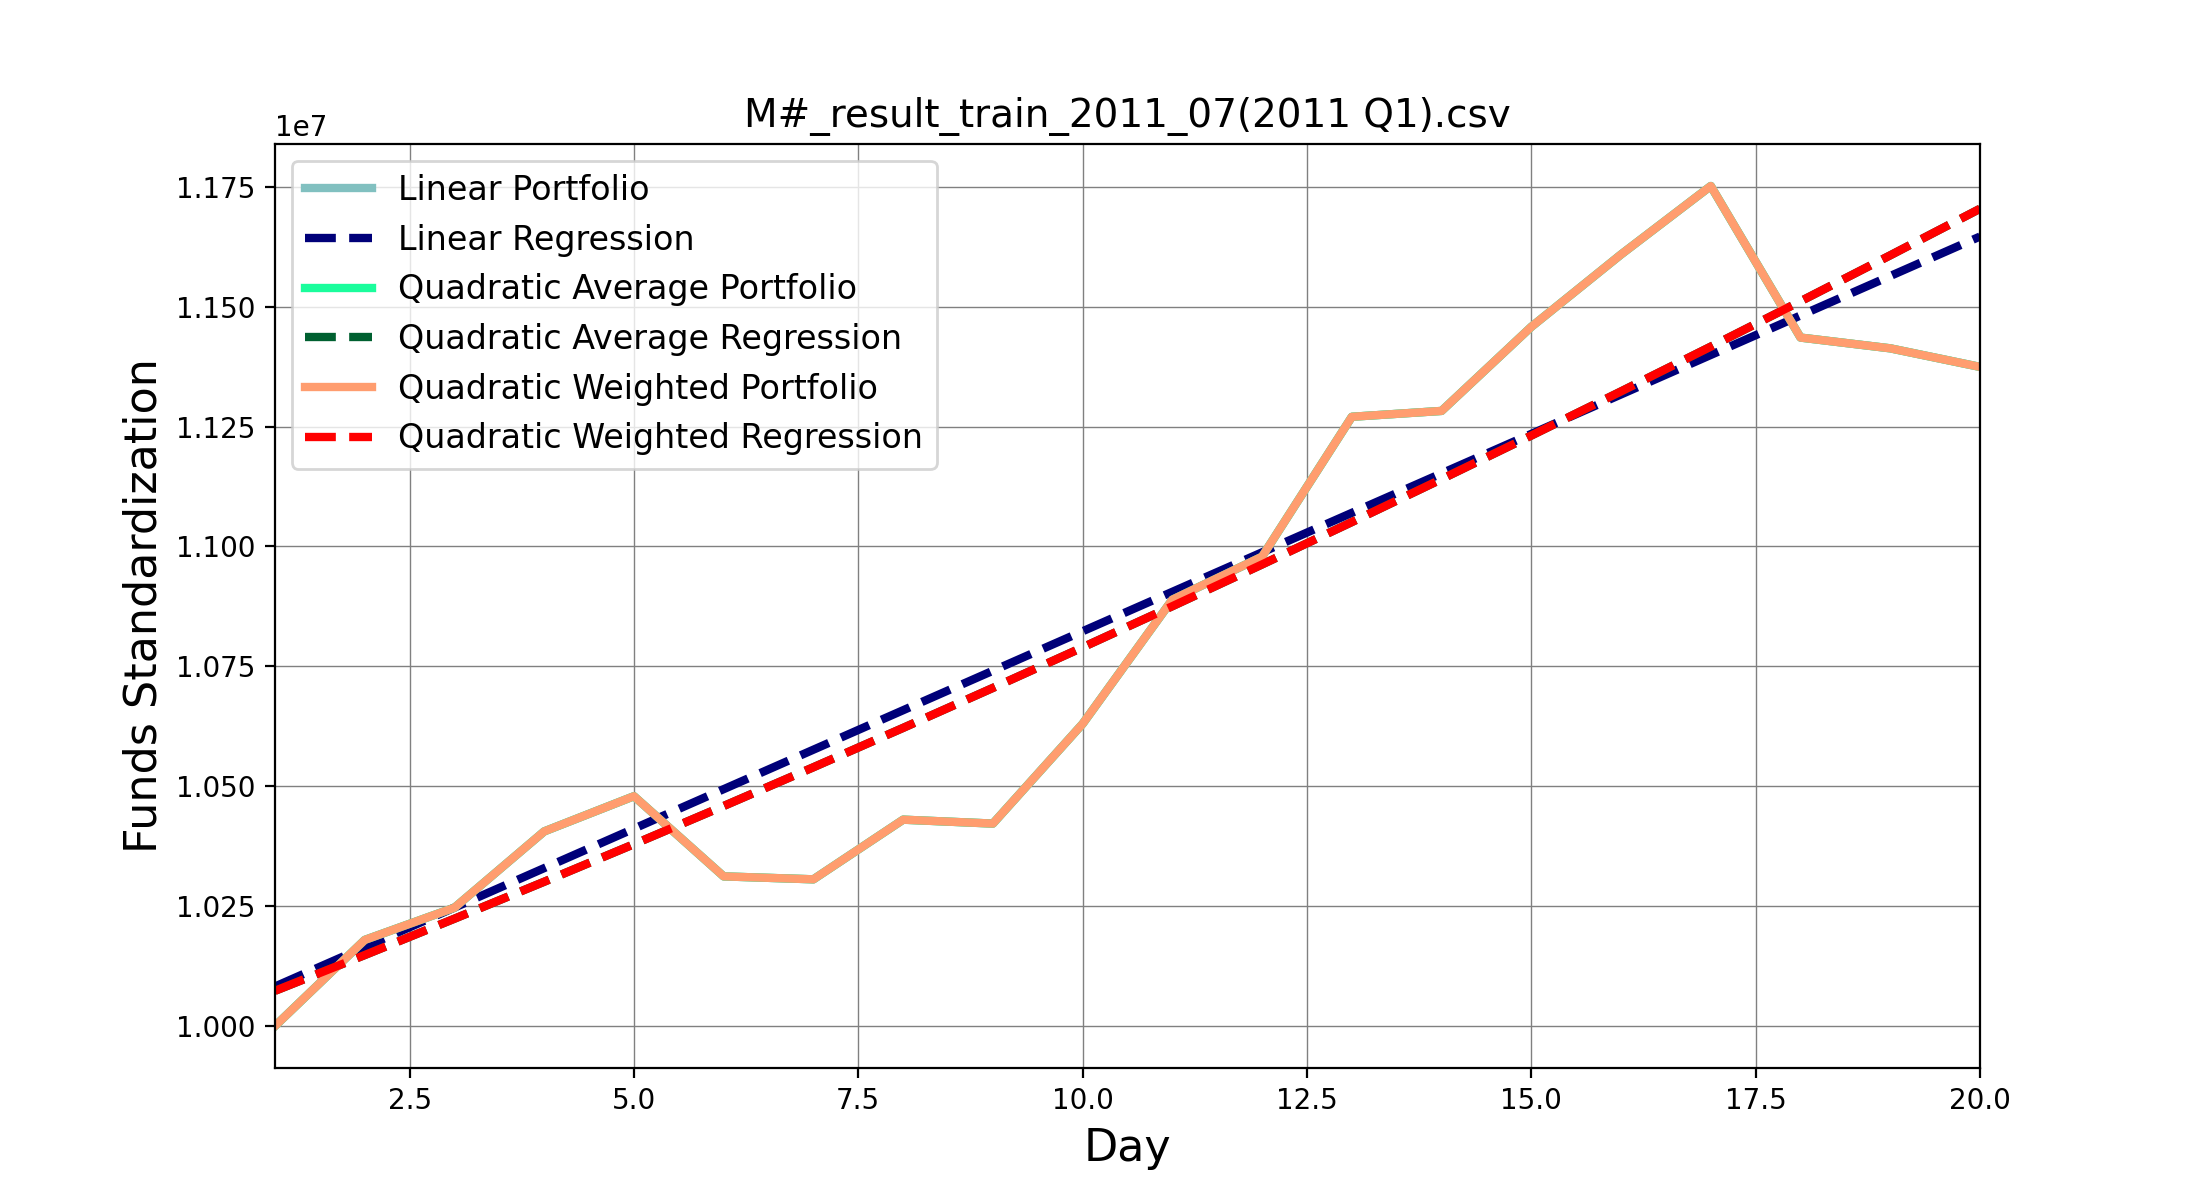 M#_result_train_2011_07(2011 Q1).csv
1e7
1.175
1.150
1.125
1.100
1.075
1.050
1.025
1.000
Funds Standardization
Linear Portfolio
Linear Regression
Quadratic Average Portfolio
Quadratic Average Regression
Quadratic Weighted Portfolio
Quadratic Weighted Regression
2.5 5.0 7.5 10.0 12.5 15.0 17.5 20.0
Day